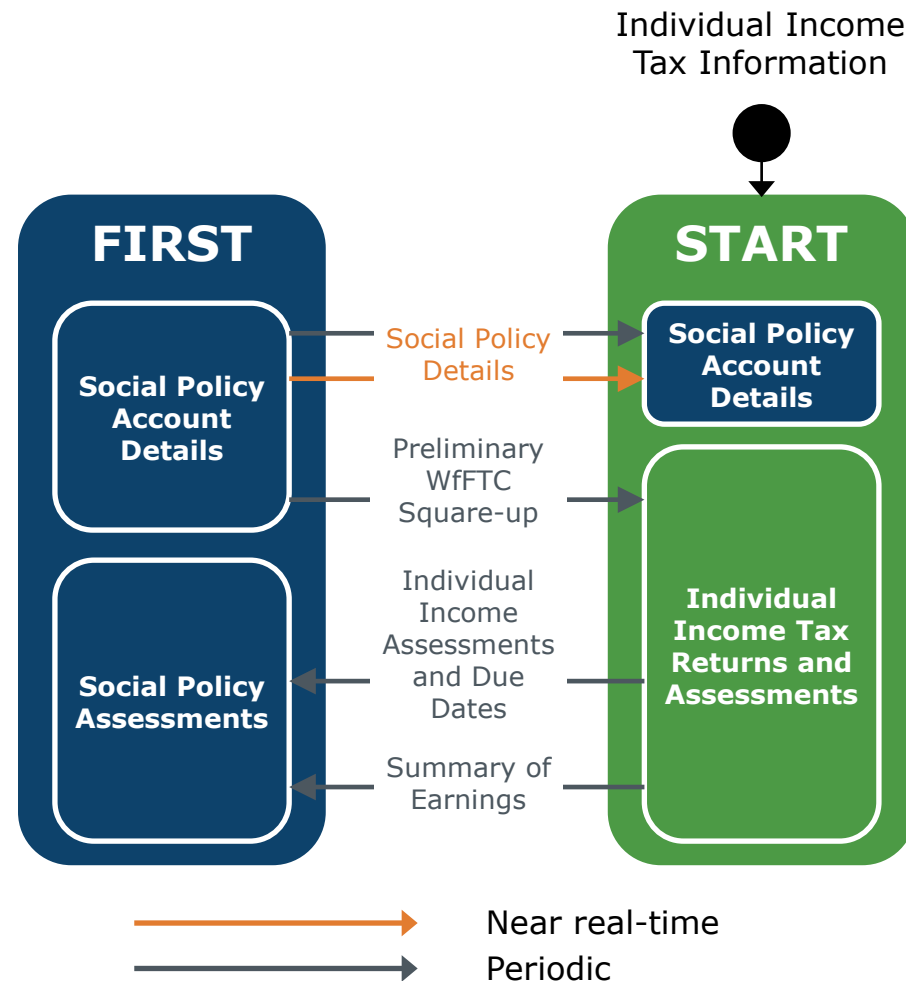 Individual Income
Tax Information
FIRST
START
Social Policy
Account
Details
Social Policy
Details
Social Policy
Account
Details
Preliminary
WfFTC
Square-up
Individual
Income
Assessments
and Due
Dates
Individual
Income Tax
Returns and
Assessments
Social Policy
Assessments
Summary of
Earnings
Near real-time
Periodic